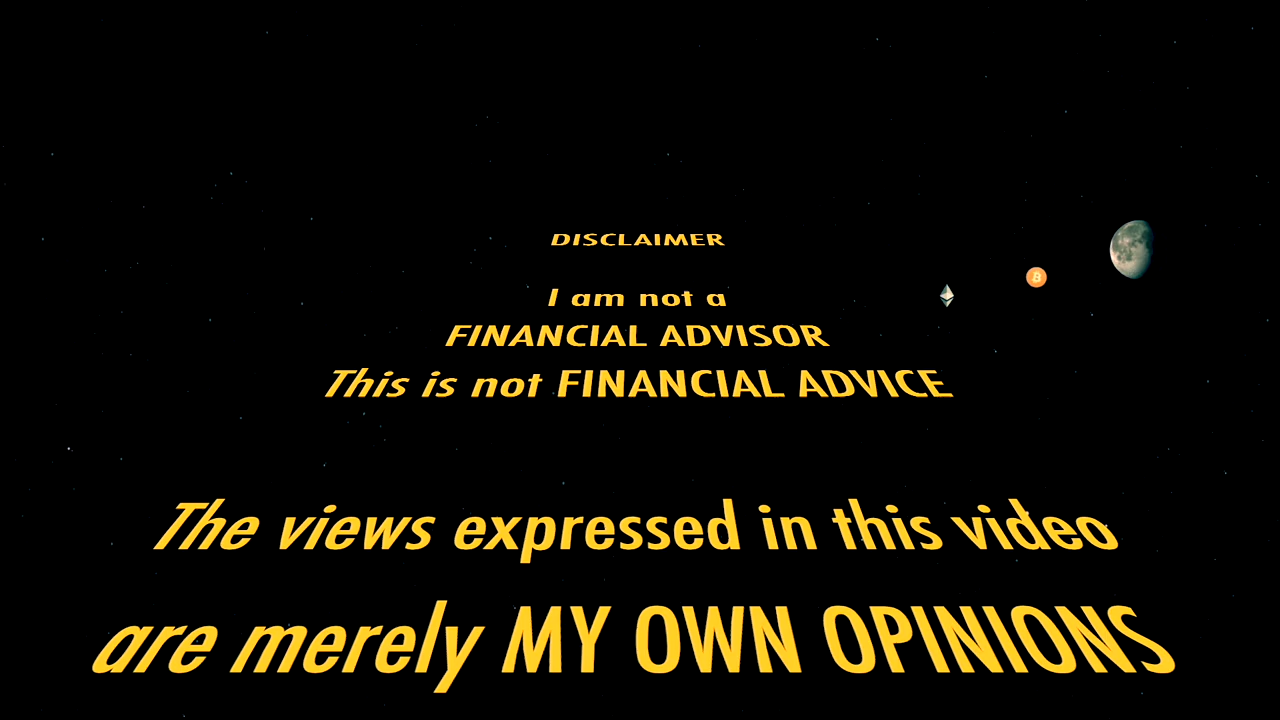 DISCLAIMER
I am not a
FINANCIAL ADVISOR
This is not FINANCIAL ADVICE
The views expressed in this video
are merely MY OWN OPINIONS